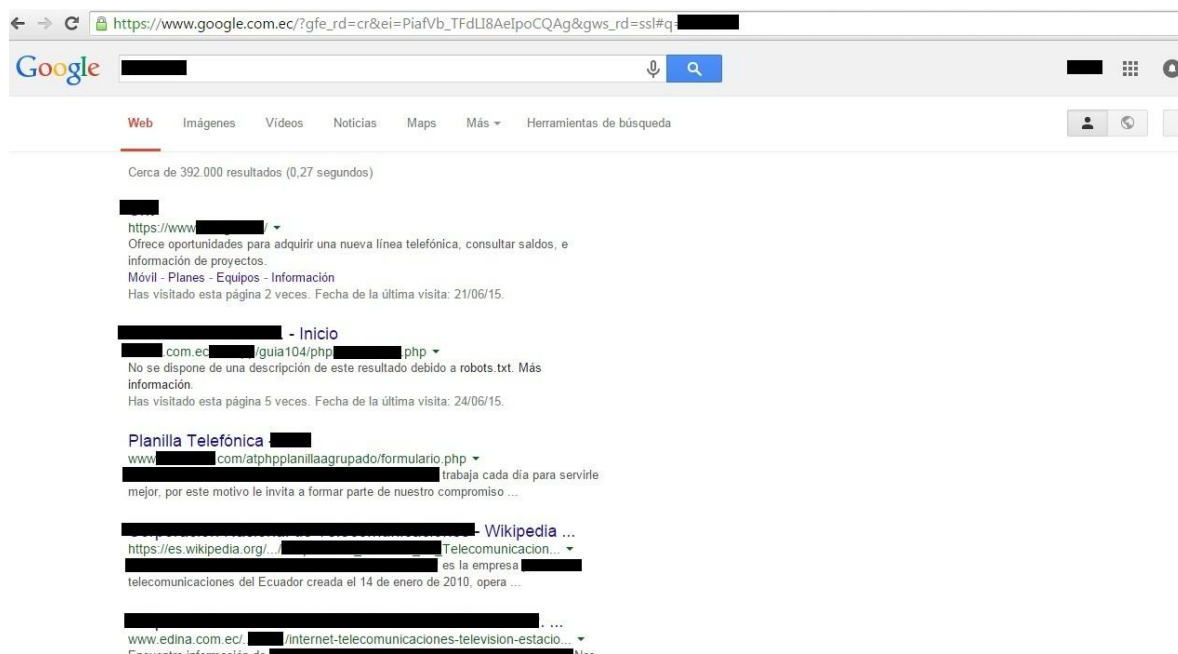 https://www.google.com.ec/?gfe_rd=cr&ei=PiafVb_TFdLI8AeIpoCQAg&gws_rd=ssl#q
Google
Web Imágenes Vídeos Noticias Maps Más Herramientas de búsqueda
Cerca de 392.000 resultados (0,27 segundos)
https://www /
Ofrece oportunidades para adquirir una nueva línea telefónica, consultar saldos, e
información de proyectos.
Móvil - Planes - Equipos - Información
Has visitado esta página 2 veces. Fecha de la última visita: 21/06/15.
- Inicio
.com.ec /guia104/php .php
No se dispone de una descripción de este resultado debido a robots.txt. Más
información.
Has visitado esta página 5 veces. Fecha de la última visita: 24/06/15.
Planilla Telefónica -
www .com/atphpplanillaagrupado/formulario.php
trabaja cada día para servirle
mejor, por este motivo le invita a formar parte de nuestro compromiso ...
- Wikipedia ...
https://es.wikipedia.org/.../ Telecomunicacion...
es la empresa
telecomunicaciones del Ecuador creada el 14 de enero de 2010, opera ...
. ...
www.edina.com.ec/. /internet-telecomunicaciones-television-estacio...
Encuentre información de